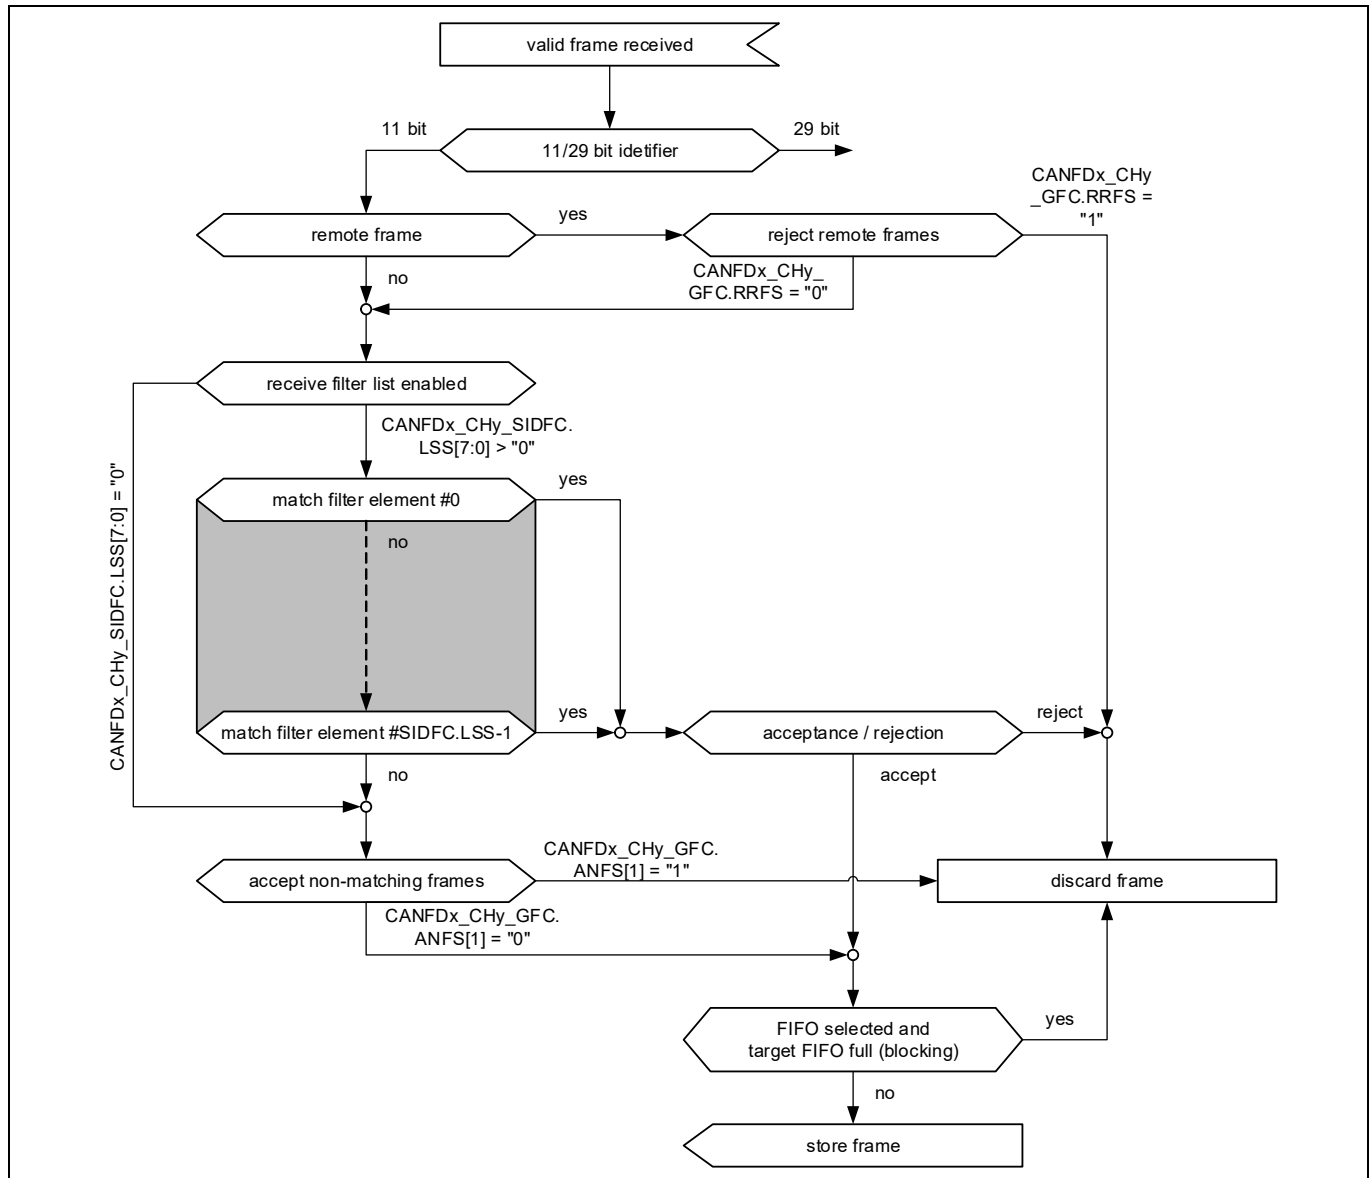 valid frame received
11 bit
29 bit
11/29 bit idetifier
CANFDx_CHy
_GFC.RRFS =
"1"
remote frame
yes
reject remote frames
no
CANFDx_CHy_
GFC.RRFS = "0"
receive filter list enabled
CANFDx_CHy_SIDFC.
LSS[7:0] > "0"
CANFDx_CHy_SIDFC.LSS[7:0] = "0"
match filter element #0
yes
no
match filter element #SIDFC.LSS-1
yes
acceptance / rejection
reject
no
accept
accept non-matching frames
CANFDx_CHy_GFC.
ANFS[1] = "1"
discard frame
CANFDx_CHy_GFC.
ANFS[1] = "0"
FIFO selected and
target FIFO full (blocking)
yes
no
store frame